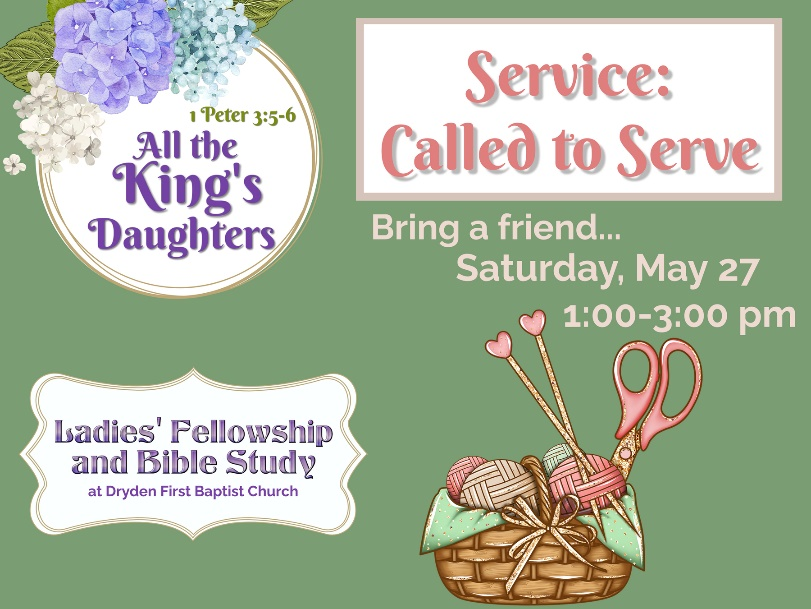 1 Peter 3:5-6
All the
King's
Daughters
Service:
Called to Serve
Bring a friend...
Saturday, May 27
1:00-3:00 pm
Ladies' Fellowship
and Bible Study
at Dryden First Baptist Church